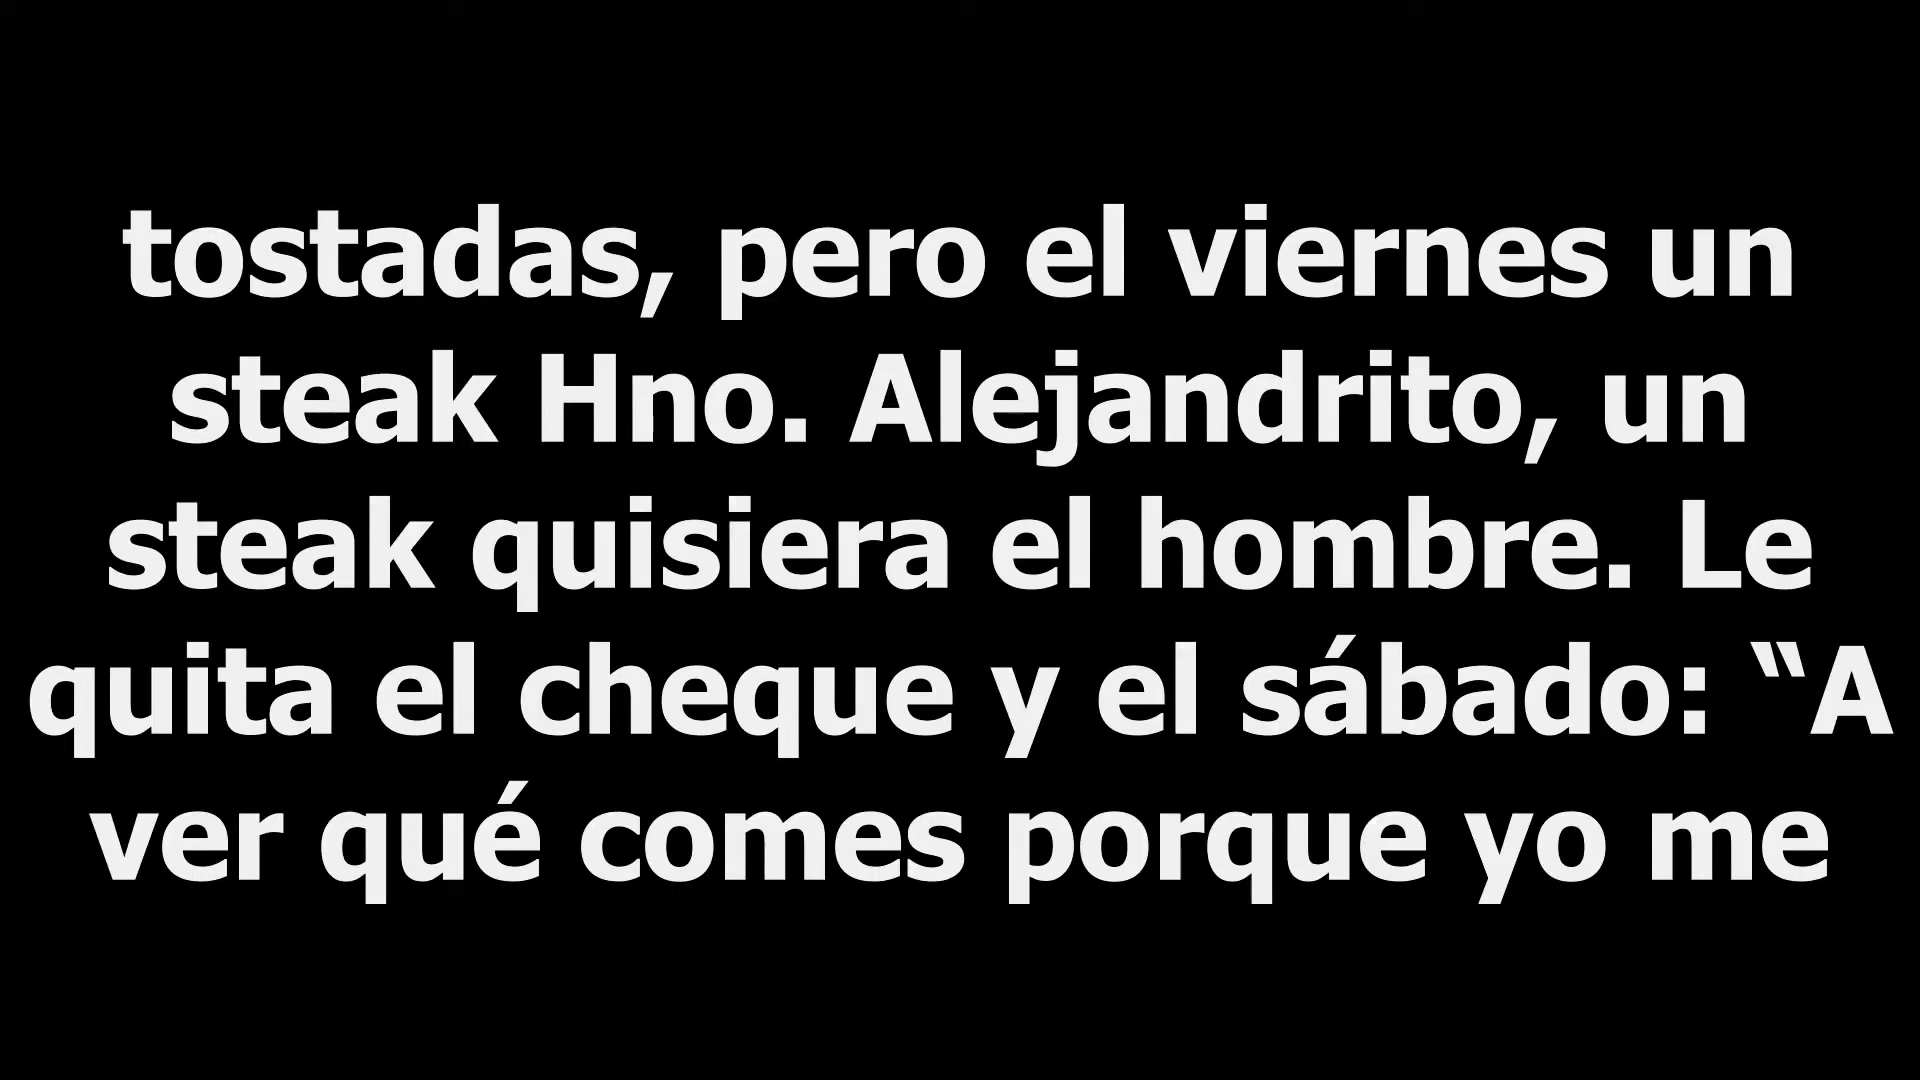 tostadas, pero el viernes un
steak Hno. Alejandrito, un
steak quisiera el hombre. Le
quita el cheque y el sábado: “A
ver qué comes porque yo me